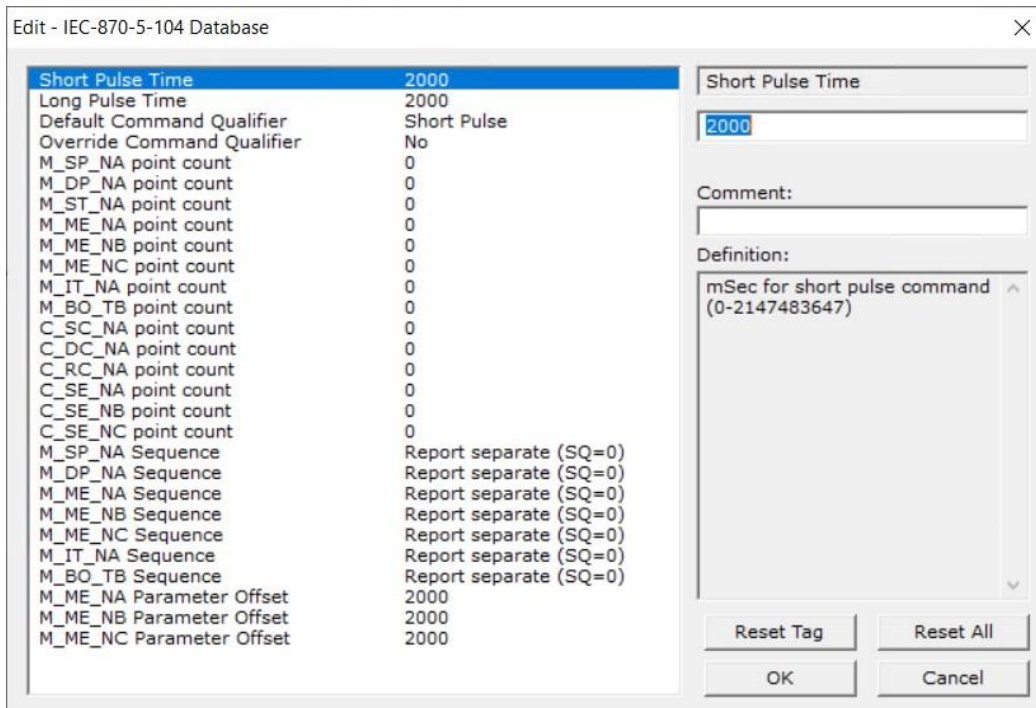 Edit - IEC-870-5-104 Database
Short Pulse Time 2000
Long Pulse Time 2000
Default Command Qualifier Short Pulse
Override Command Qualifier No
M_SP_NA point count 0
M_DP_NA point count 0
M_ST_NA point count 0
M_ME_NA point count 0
M_ME_NB point count 0
M_ME_NC point count 0
M_IT_NA point count 0
M_BO_TB point count 0
C_SC_NA point count 0
C_DC_NA point count 0
C_RC_NA point count 0
C_SE_NA point count 0
C_SE_NB point count 0
C_SE_NC point count 0
M_SP_NA Sequence Report separate (SQ=0)
M_DP_NA Sequence Report separate (SQ=0)
M_ME_NA Sequence Report separate (SQ=0)
M_ME_NB Sequence Report separate (SQ=0)
M_ME_NC Sequence Report separate (SQ=0)
M_IT_NA Sequence Report separate (SQ=0)
M_BO_TB Sequence Report separate (SQ=0)
M_ME_NA Parameter Offset 2000
M_ME_NB Parameter Offset 2000
M_ME_NC Parameter Offset 2000
Short Pulse Time
2000
Comment:
Definition:
mSec for short pulse command
(0-2147483647)
Reset Tag Reset All
OK Cancel